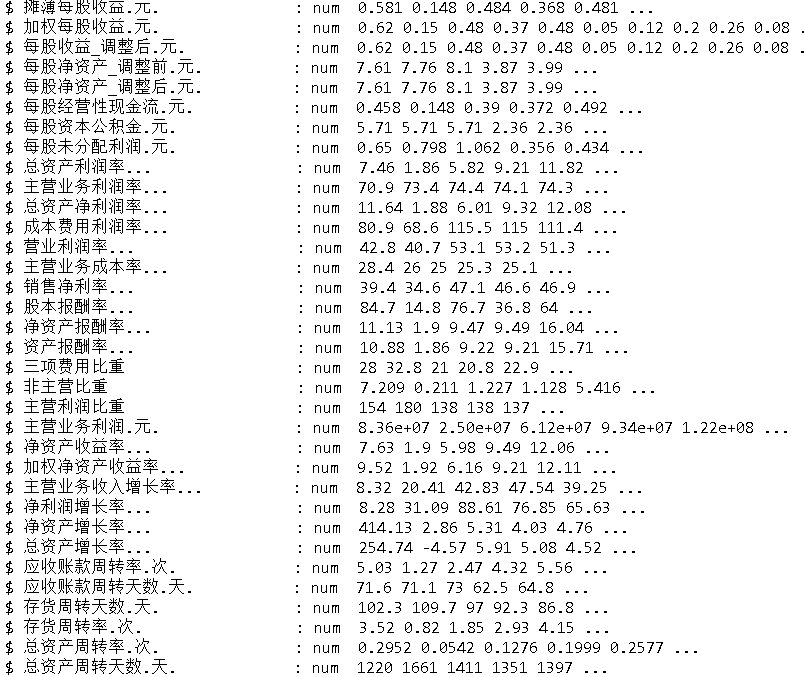 $ 摊薄每股收益.元. : num 0.581 0.148 0.484 0.368 0.481 ...
$ 加权每股收益.元. : num 0.62 0.15 0.48 0.37 0.48 0.05 0.12 0.2 0.26 0.08 .
$ 每股收益_调整后.元. : num 0.62 0.15 0.48 0.37 0.48 0.05 0.12 0.2 0.26 0.08 .
$ 每股净资产_调整前.元. : num 7.61 7.76 8.1 3.87 3.99 ...
$ 每股净资产_调整后.元. : num 7.61 7.76 8.1 3.87 3.99 ...
$ 每股经营性现金流.元. : num 0.458 0.148 0.39 0.372 0.492 ...
$ 每股资本公积金.元. : num 5.71 5.71 5.71 2.36 2.36 ...
$ 每股未分配利润.元. : num 0.65 0.798 1.062 0.356 0.434 ...
$ 总资产利润率... : num 7.46 1.86 5.82 9.21 11.82 ...
$ 主营业务利润率... : num 70.9 73.4 74.4 74.1 74.3 ...
$ 总资产净利润率... : num 11.64 1.88 6.01 9.32 12.08 ...
$ 成本费用利润率... : num 80.9 68.6 115.5 115 111.4 ...
$ 营业利润率... : num 42.8 40.7 53.1 53.2 51.3 ...
$ 主营业务成本率... : num 28.4 26 25 25.3 25.1 ...
$ 销售净利率... : num 39.4 34.6 47.1 46.6 46.9 ...
$ 股本报酬率... : num 84.7 14.8 76.7 36.8 64 ...
$ 净资产报酬率... : num 11.13 1.9 9.47 9.49 16.04 ...
$ 资产报酬率... : num 10.88 1.86 9.22 9.21 15.71 ...
$ 三项费用比重 : num 28 32.8 21 20.8 22.9 ...
$ 非主营比重 : num 7.209 0.211 1.227 1.128 5.416 ...
$ 主营利润比重 : num 154 180 138 138 137 ...
$ 主营业务利润.元. : num 8.36e+07 2.50e+07 6.12e+07 9.34e+07 1.22e+08 ...
$ 净资产收益率... : num 7.63 1.9 5.98 9.49 12.06 ...
$ 加权净资产收益率... : num 9.52 1.92 6.16 9.21 12.11 ...
$ 主营业务收入增长率... : num 8.32 20.41 42.83 47.54 39.25 ...
$ 净利润增长率... : num 8.28 31.09 88.61 76.85 65.63 ...
$ 净资产增长率... : num 414.13 2.86 5.31 4.03 4.76 ...
$ 总资产增长率... : num 254.74 -4.57 5.91 5.08 4.52 ...
$ 应收账款周转率.次. : num 5.03 1.27 2.47 4.32 5.56 ...
$ 应收账款周转天数.天. : num 71.6 71.1 73 62.5 64.8 ...
$ 存货周转天数.天. : num 102.3 109.7 97 92.3 86.8 ...
$ 存货周转率.次. : num 3.52 0.82 1.85 2.93 4.15 ...
$ 总资产周转率.次. : num 0.2952 0.0542 0.1276 0.1999 0.2577 ...
$ 总资产周转天数.天. : num 1220 1661 1411 1351 1397 ...